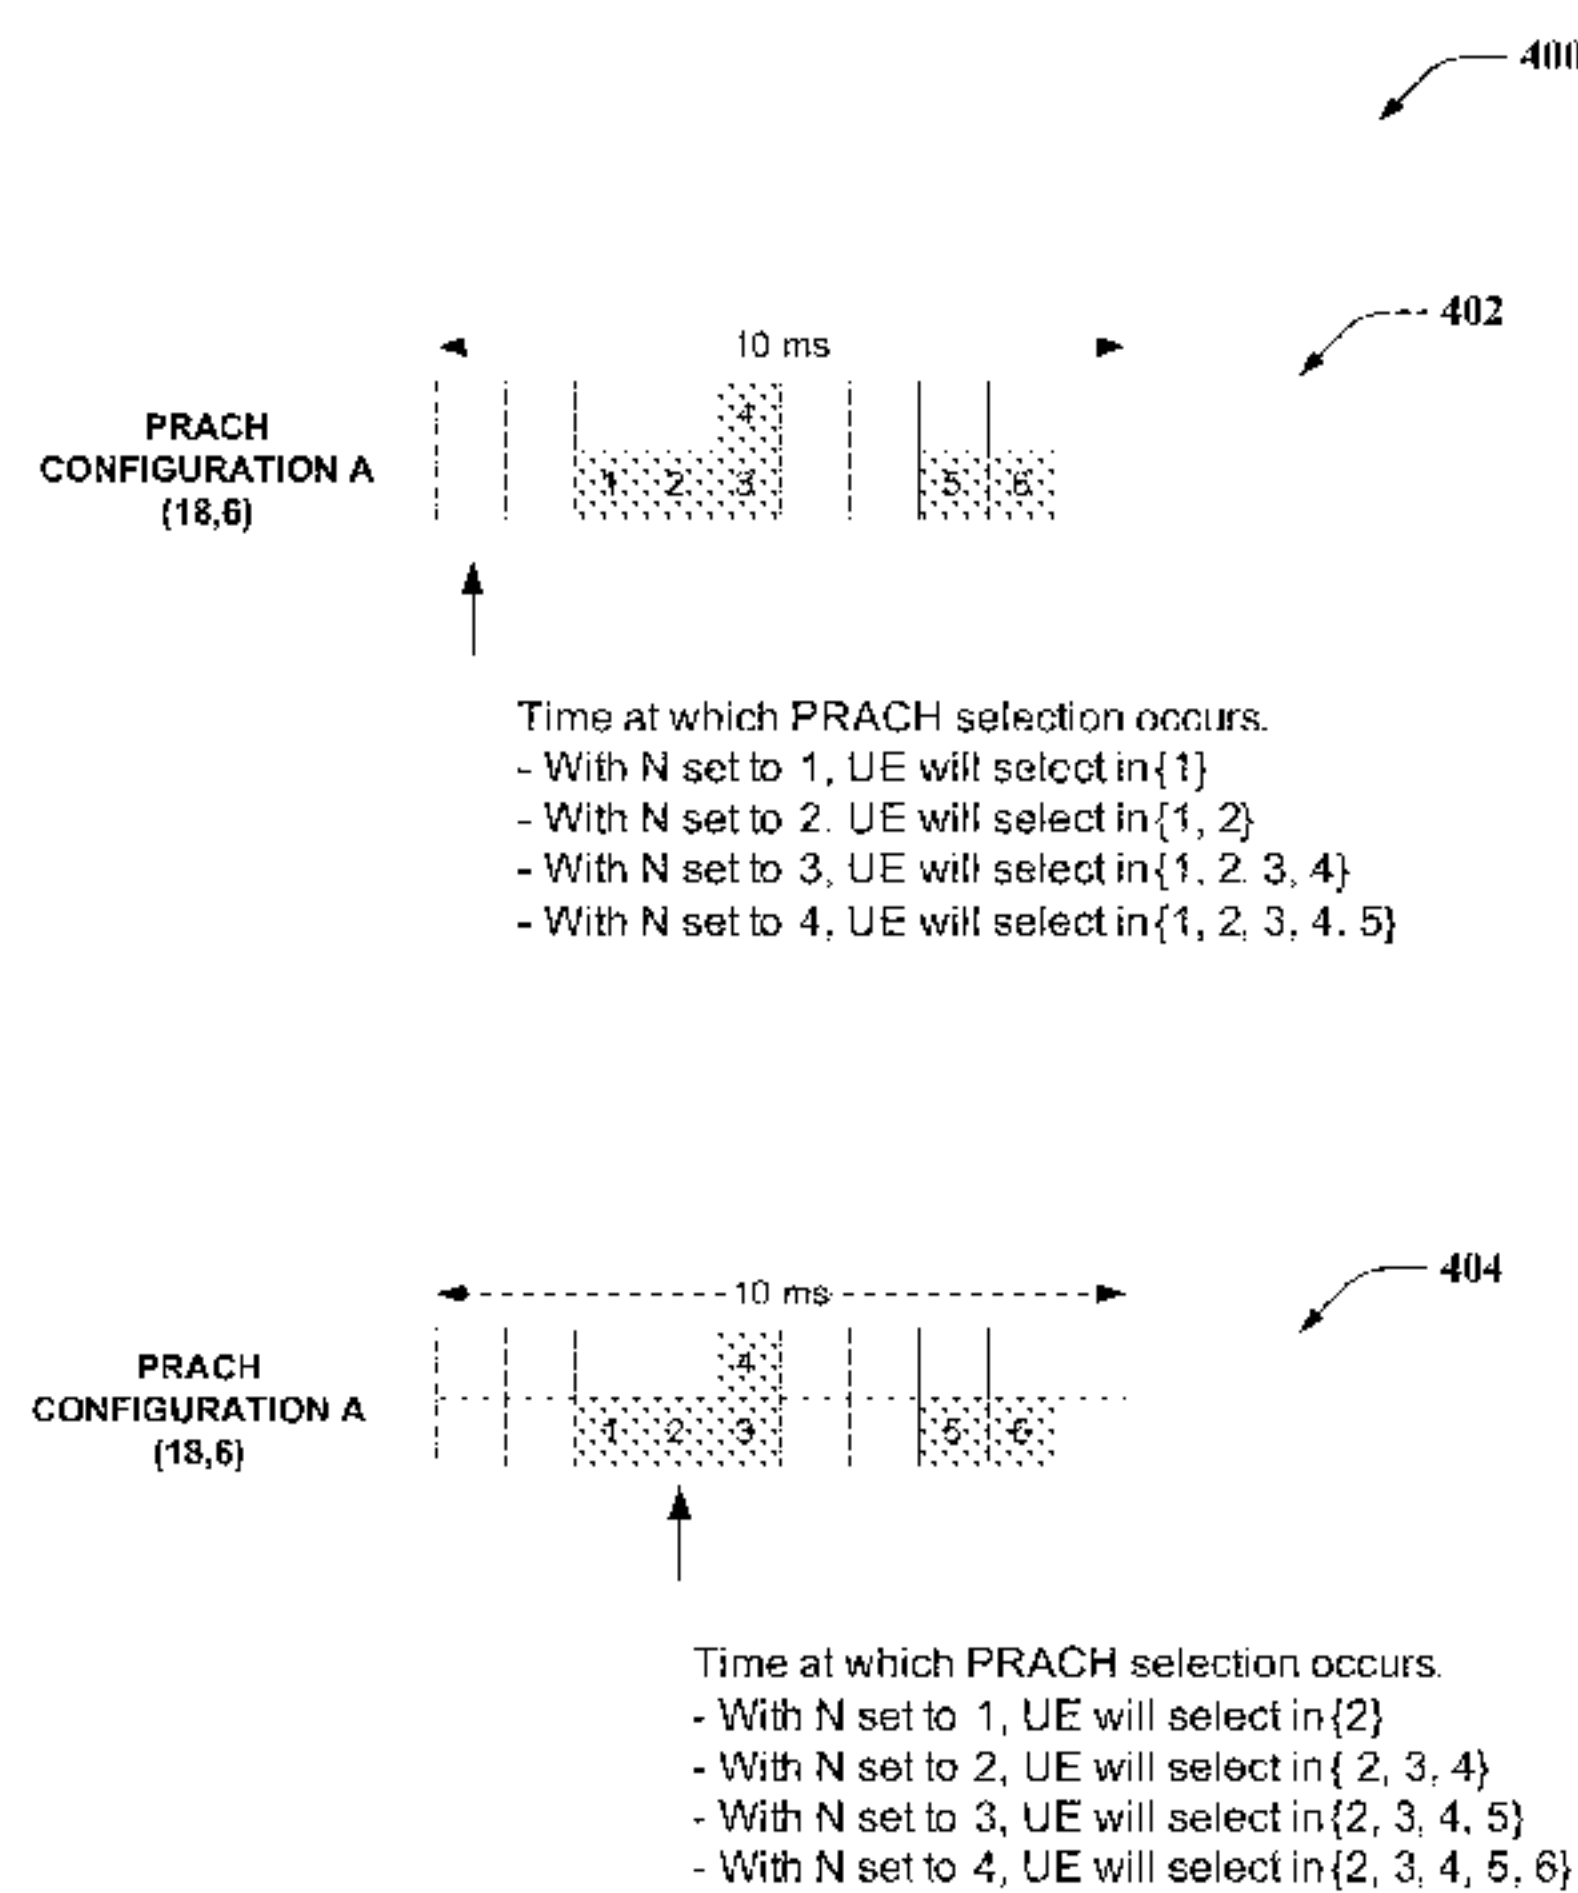 400
402
10 ms
PRACH
CONFIGURATION A
(18,6)
4
1 2 3 5 6
Time at which PRACH selection occurs.
- With N set to 1, UE will select in {1}
- With N set to 2. UE will select in {1, 2}
- With N set to 3, UE will select in {1, 2. 3, 4}
- With N set to 4, UE will select in {1, 2, 3, 4. 5}
404
10 ms
PRACH
CONFIGURATION A
(18,6)
4
1 2 3 5 6
Time at which PRACH selection occurs.
- With N set to 1, UE will select in {2}
- With N set to 2, UE will select in { 2, 3, 4}
- With N set to 3, UE will select in {2, 3, 4, 5}
- With N set to 4, UE will select in {2, 3, 4, 5, 6}